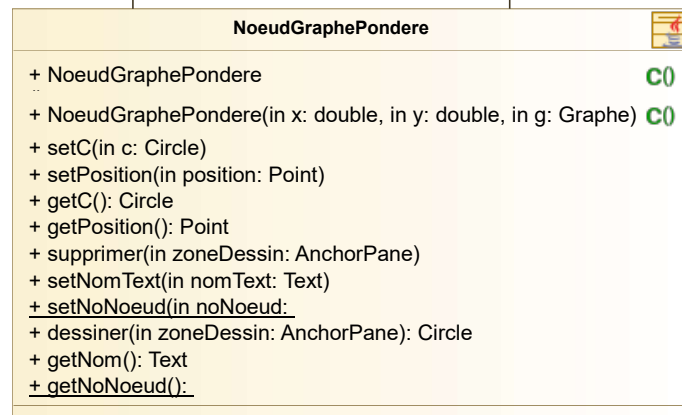 NoeudGraphePondere
+ NoeudGraphePondere
+ NoeudGraphePondere(in x: double, in y: double, in g: Graphe)
+ setC(in c: Circle)
+ setPosition(in position: Point)
+ getC(): Circle
+ getPosition(): Point
+ supprimer(in zoneDessin: AnchorPane)
+ setNomText(in nomText: Text)
+ setNoNoeud(in noNoeud:
+ dessiner(in zoneDessin: AnchorPane): Circle
+ getNom(): Text
+ getNoNoeud():
C()
C()